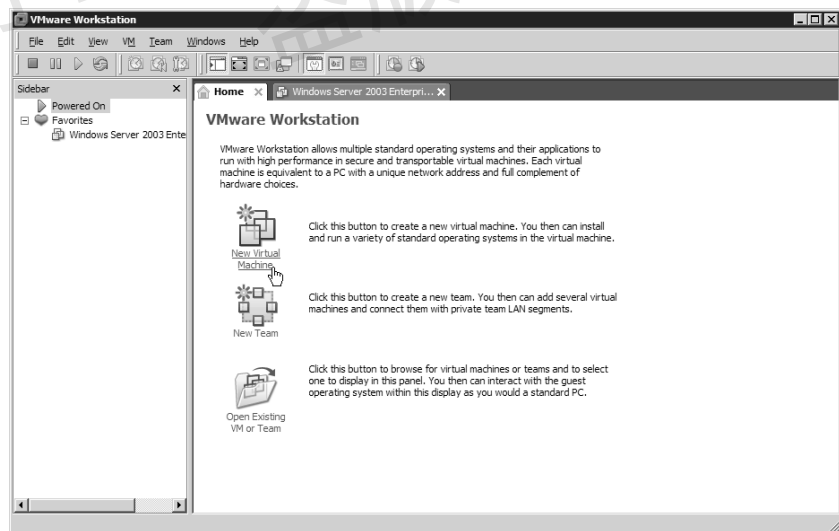 VMware Workstation
File Edit View VM Team Windows Help
Sidebar
Powered On
Favorites
Windows Server 2003 Ente
Home
Windows Server 2003 Enterpri...
VMware Workstation
VMware Workstation allows multiple standard operating systems and their applications to
run with high performance in secure and transportable virtual machines. Each virtual
machine is equivalent to a PC with a unique network address and full complement of
hardware choices.
New Virtual
Machine
Click this button to create a new virtual machine. You then can install
and run a variety of standard operating systems in the virtual machine.
New Team
Click this button to create a new team. You then can add several virtual
machines and connect them with private team LAN segments.
Open Existing
VM or Team
Click this button to browse for virtual machines or teams and to select
one to display in this panel. You then can interact with the guest
operating system within this display as you would a standard PC.